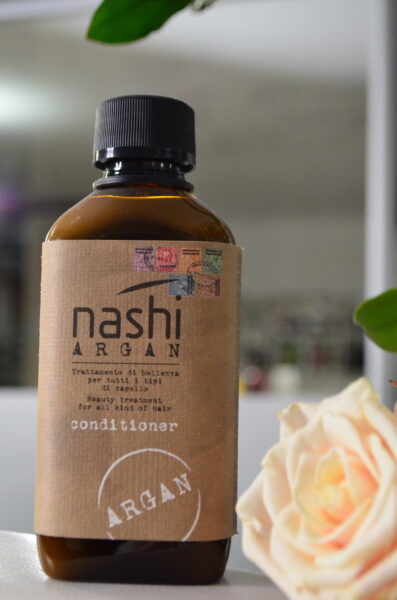 nashi
ARGAN
Trattamento di bellezza
per tutti i tipi
di capello
Beauty treatment
for all kind of hair
conditioner
ARGAN